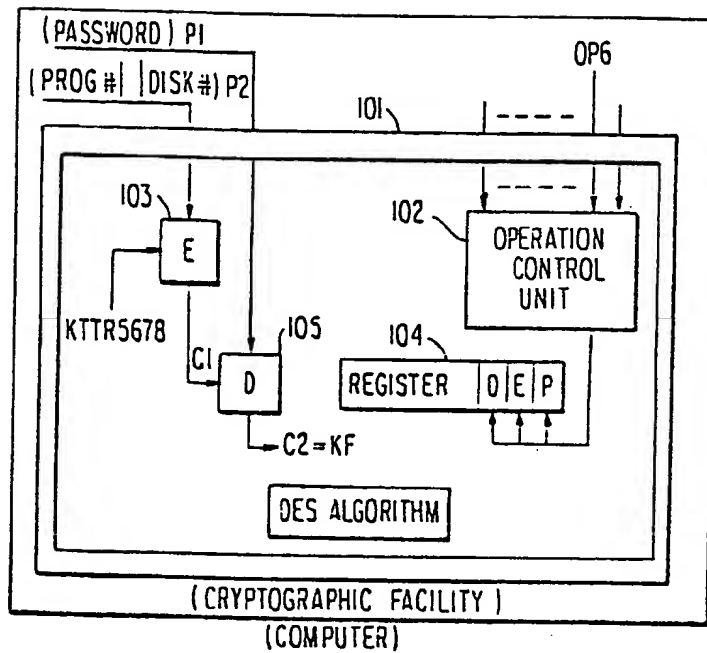 (PASSWORD) P1
(PROG #| |DISK#) P2
OP6
101
103
E
KTTR5678
C1
105
D
C2=KF
102
OPERATION
CONTROL
UNIT
104
REGISTER D E P
DES ALGORITHM
(CRYPTOGRAPHIC FACILITY)
(COMPUTER)